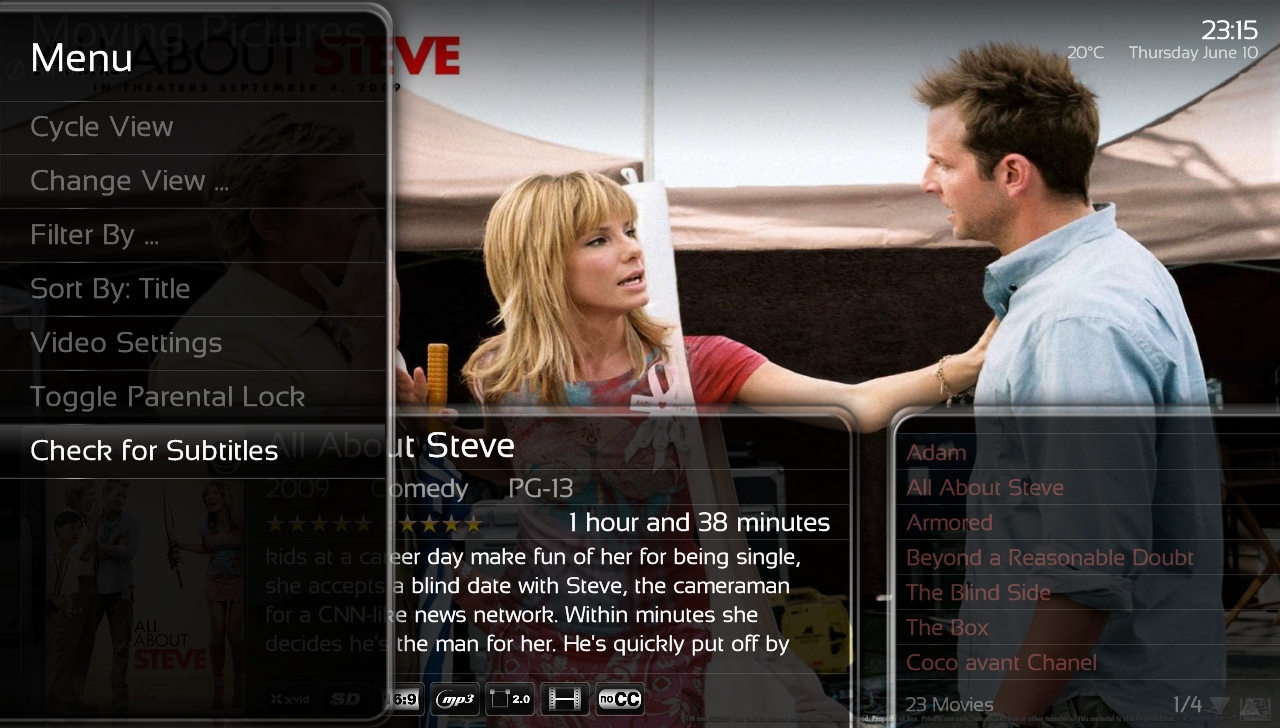 Moving Pictures
Menu
ALL ABOUT STEVE
IN THEATERS SEPTEMBER 4, 2009
23:15
20°C Thursday June 10
Cycle View
Change View ...
Filter By ...
Sort By: Title
Video Settings
Toggle Parental Lock
Check for Subtitles
All About Steve
2009 Comedy PG-13
1 hour and 38 minutes
kids at a career day make fun of her for being single,
she accepts a blind date with Steve, the cameraman
for a CNN-like news network. Within minutes she
decides he's the man for her. He's quickly put off by
ALL
ABOUT
STEVE
xvid SD 16:9 mp3 2.0 noCC
Adam
All About Steve
Armored
Beyond a Reasonable Doubt
The Blind Side
The Box
Coco avant Chanel
23 Movies 1/4